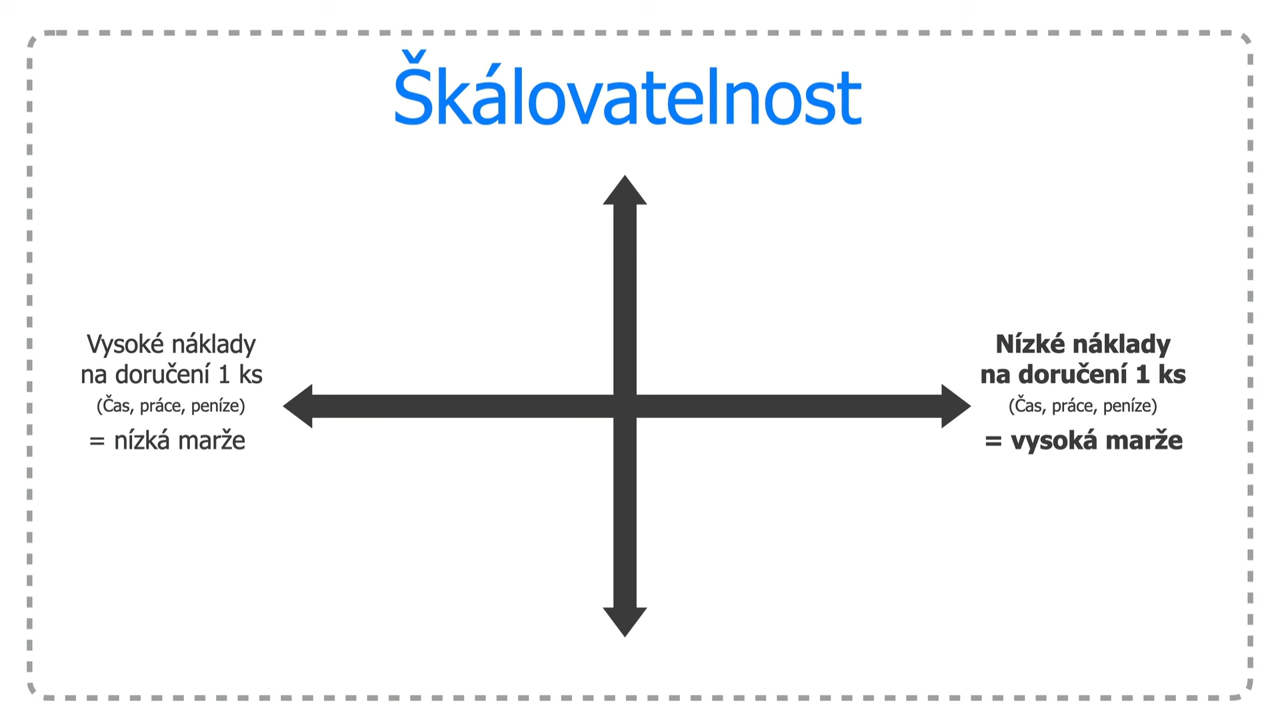 Škálovatelnost
Vysoké náklady
na doručení 1 ks
(Čas, práce, peníze)
= nízká marže
Nízké náklady
na doručení 1 ks
(Čas, práce, peníze)
= vysoká marže